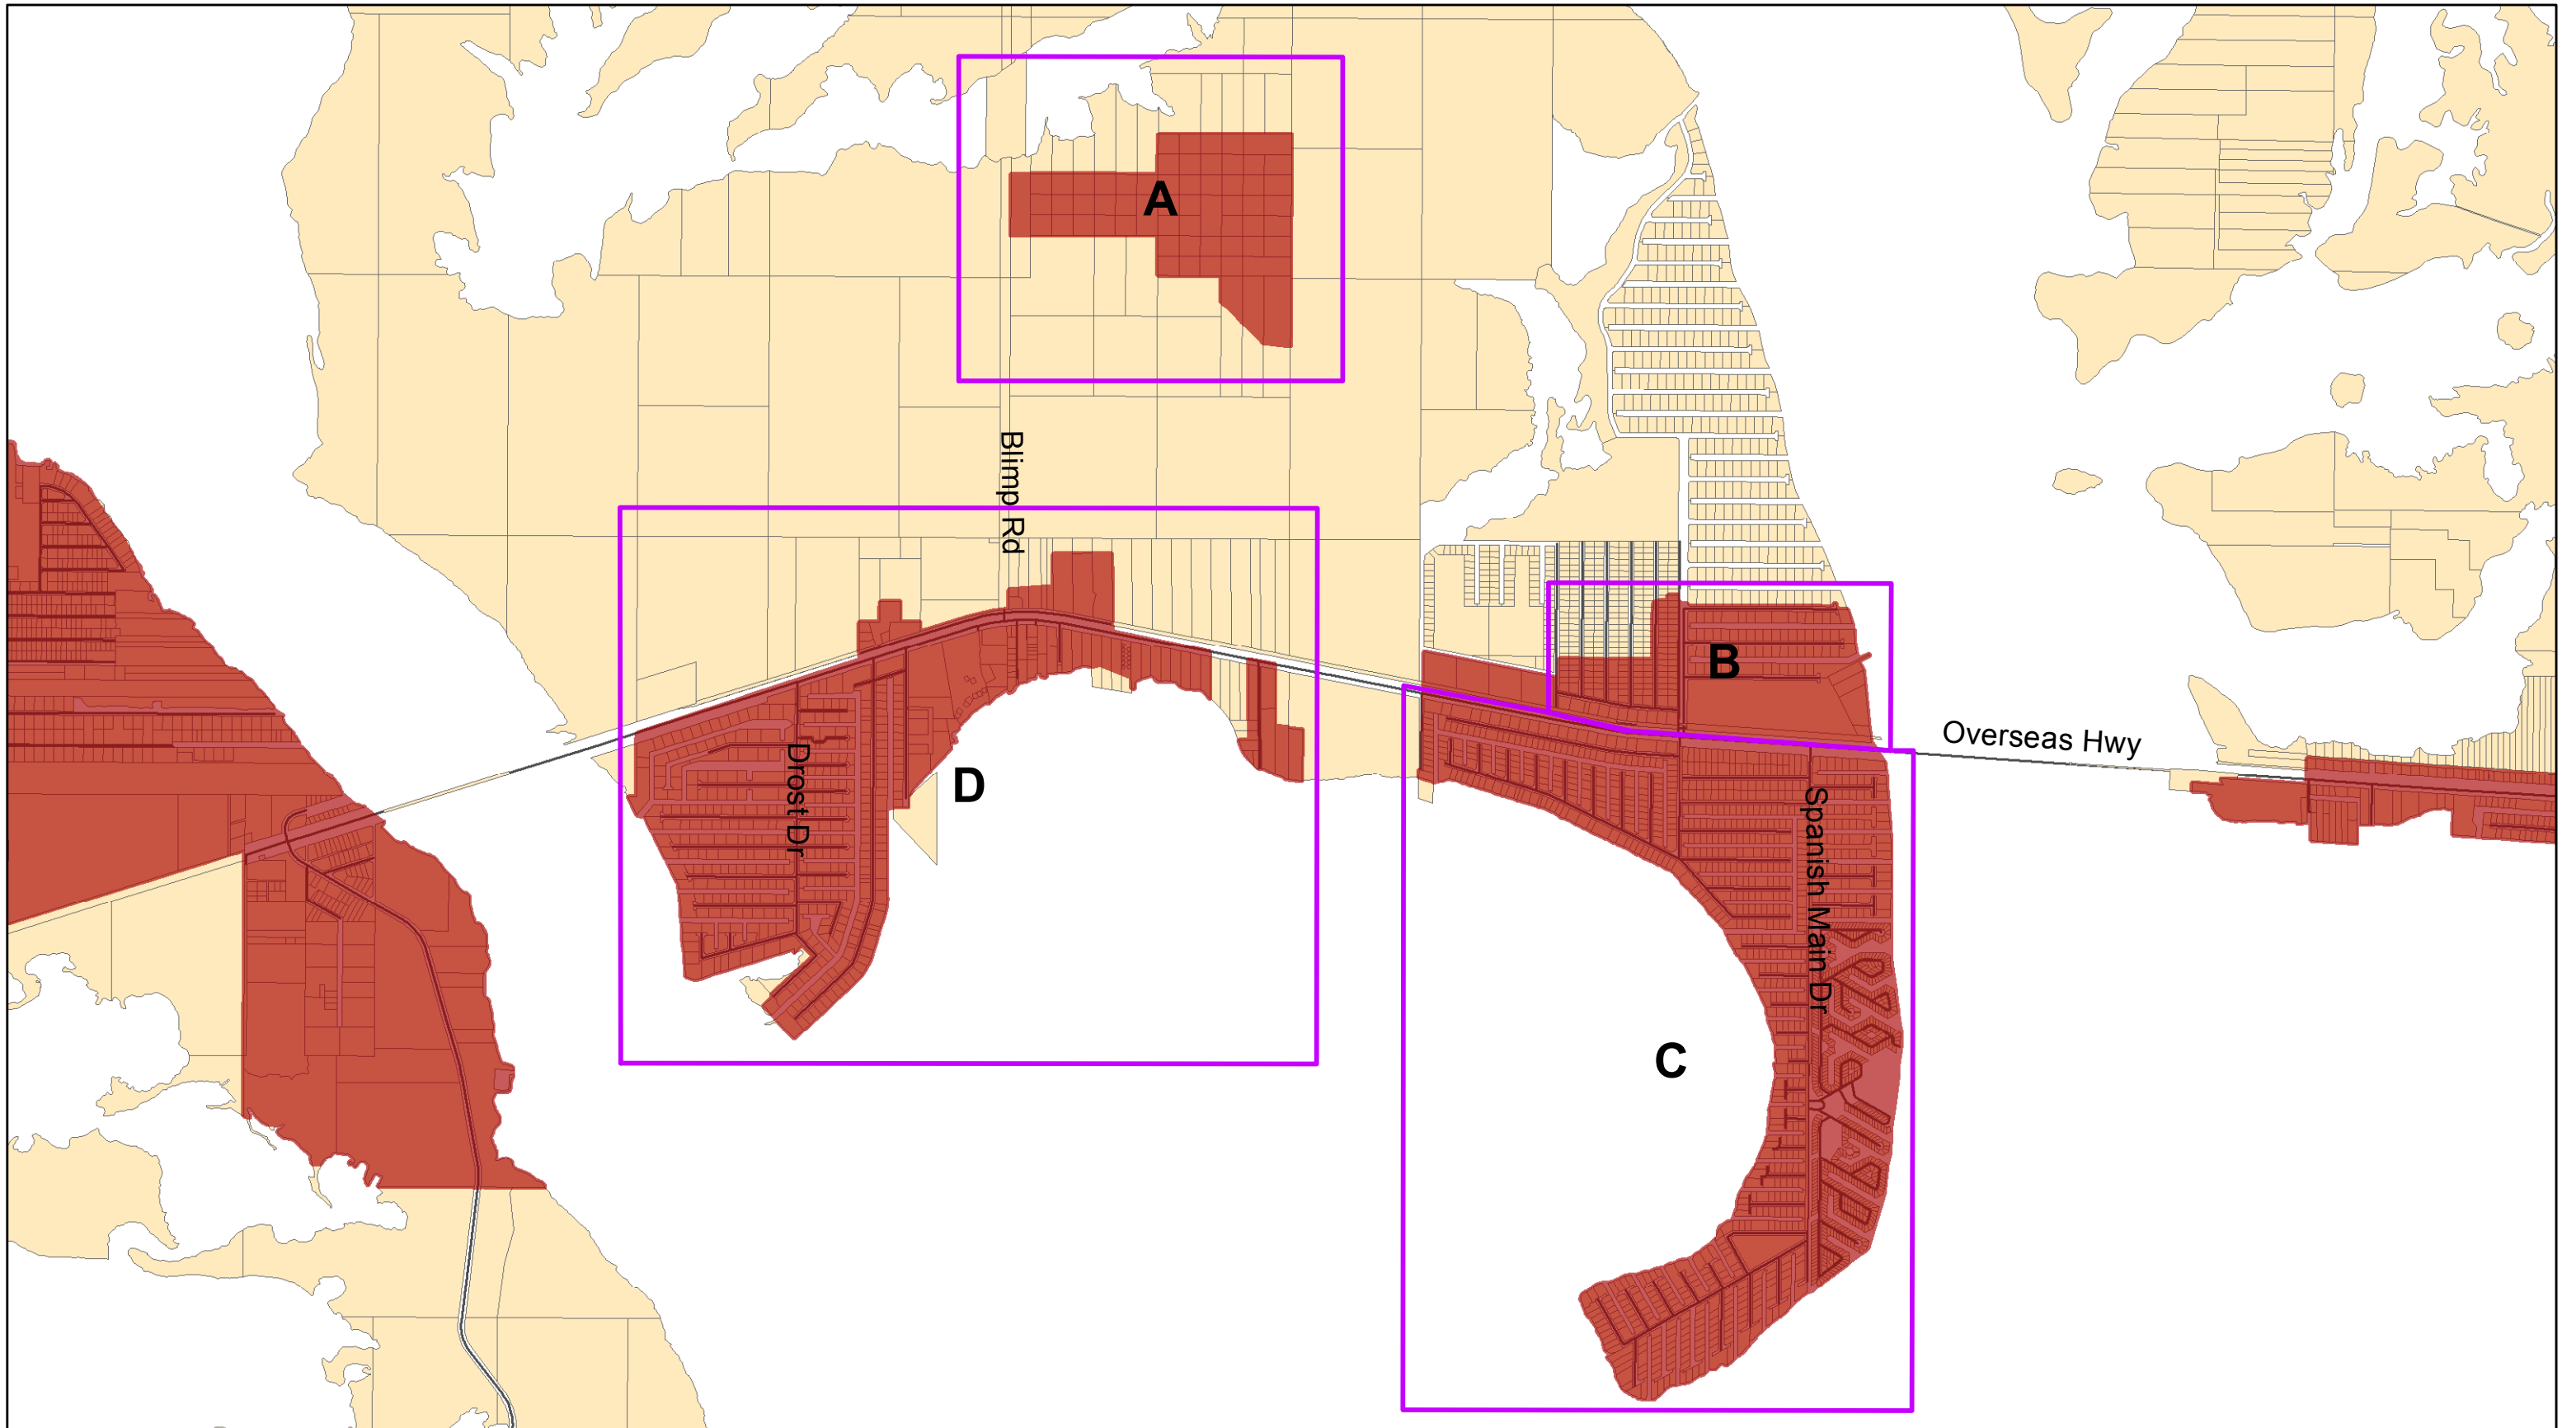 A
Blimp Rd
B
Overseas Hwy
Drost Dr
D
Spanish Main Dr
C